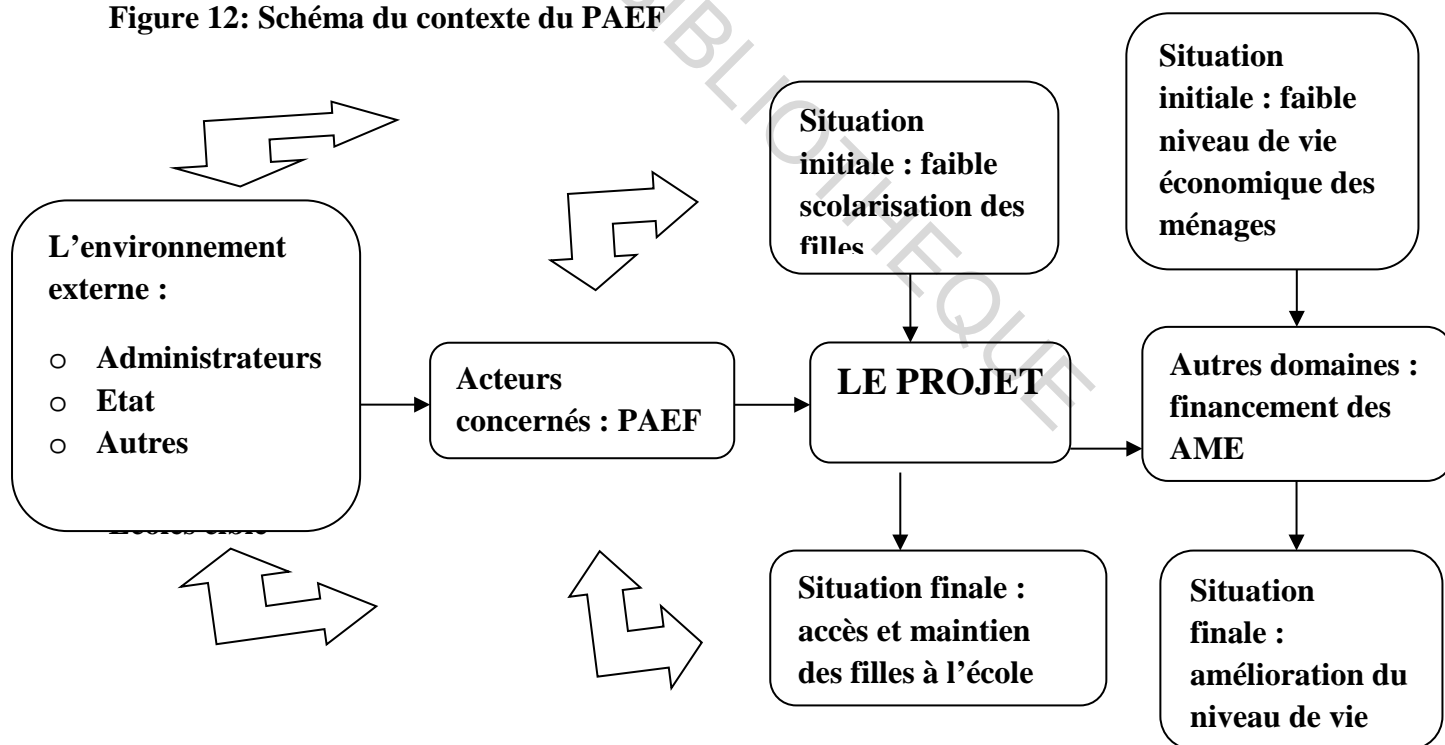 Figure 12: Schéma du contexte du PAEF
BIBLIOTHEQUE
L’environnement
externe :
o Administrateurs
o Etat
o Autres
Acteurs
concernés : PAEF
Situation
initiale : faible
scolarisation des
filles
LE PROJET
Situation finale :
accès et maintien
des filles à l’école
Situation
initiale : faible
niveau de vie
économique des
ménages
Autres domaines :
financement des
AME
Situation
finale :
amélioration du
niveau de vie